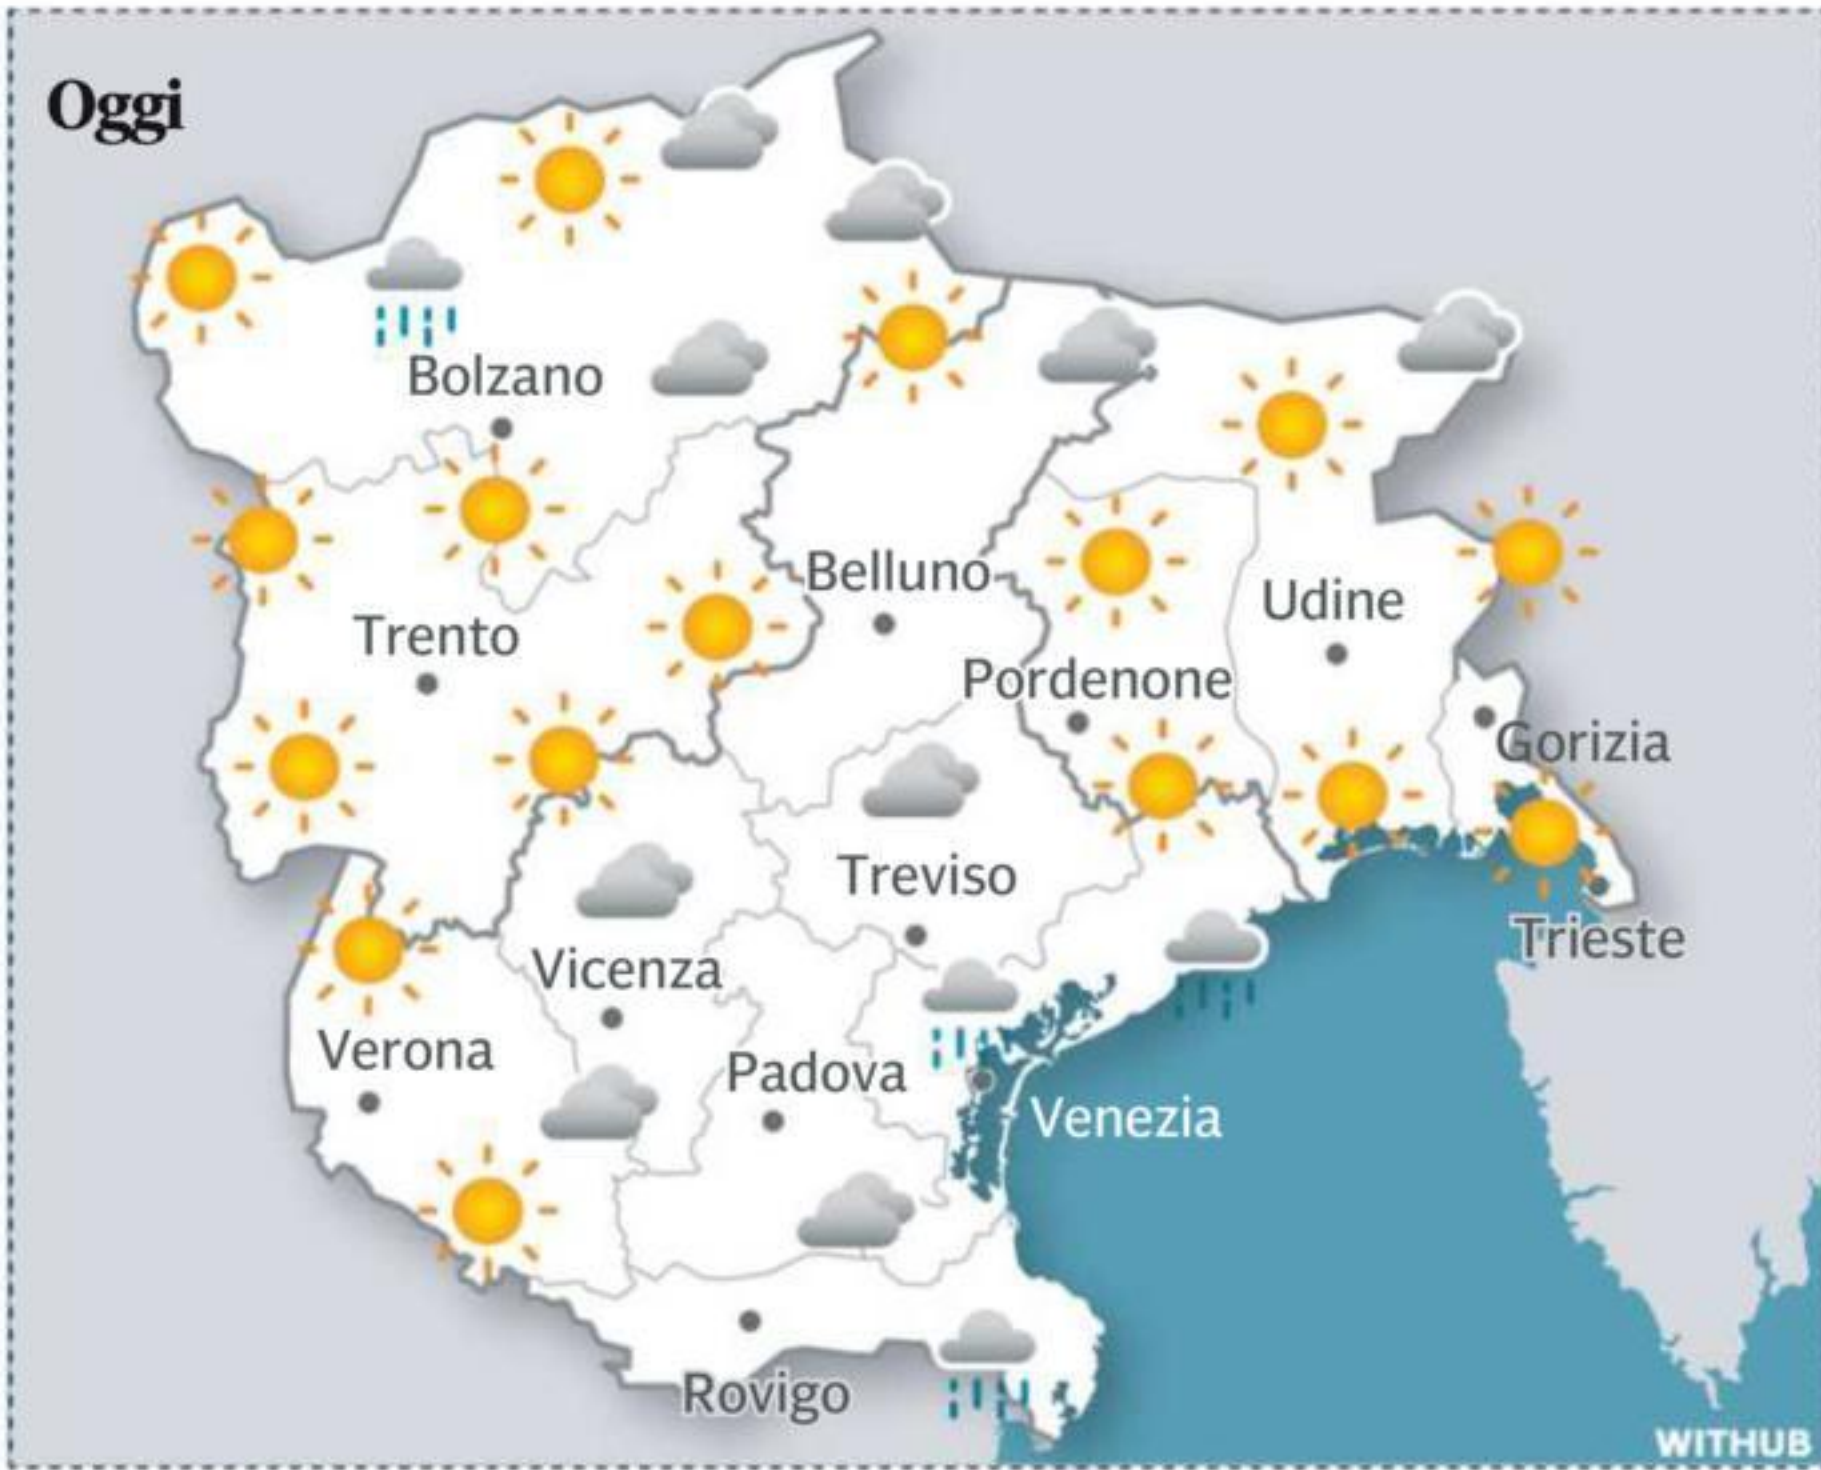 Oggi
Bolzano
Belluno
Udine
Trento
Pordenone
Gorizia
Treviso
Trieste
Vicenza
Verona
Padova
Venezia
Rovigo
WITHUB